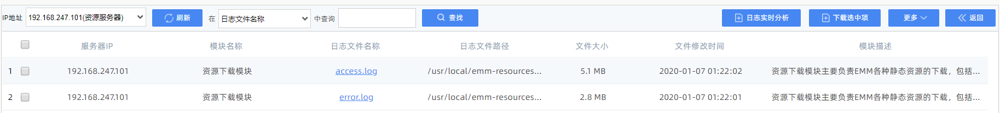 IP地址 192.168.247.101(资源服务器) 刷新 在 日志文件名称 中查询 查找 日志实时分析 下载选中项 更多 返回
服务器IP 模块名称 日志文件名称 日志文件路径 文件大小 文件修改时间 模块描述
1 192.168.247.101 资源下载模块 access.log /usr/local/emm-resources... 5.1 MB 2020-01-07 01:22:02 资源下载模块主要负责EMM各种静态资源的下载，包括...
2 192.168.247.101 资源下载模块 error.log /usr/local/emm-resources... 2.8 MB 2020-01-07 01:22:01 资源下载模块主要负责EMM各种静态资源的下载，包括...